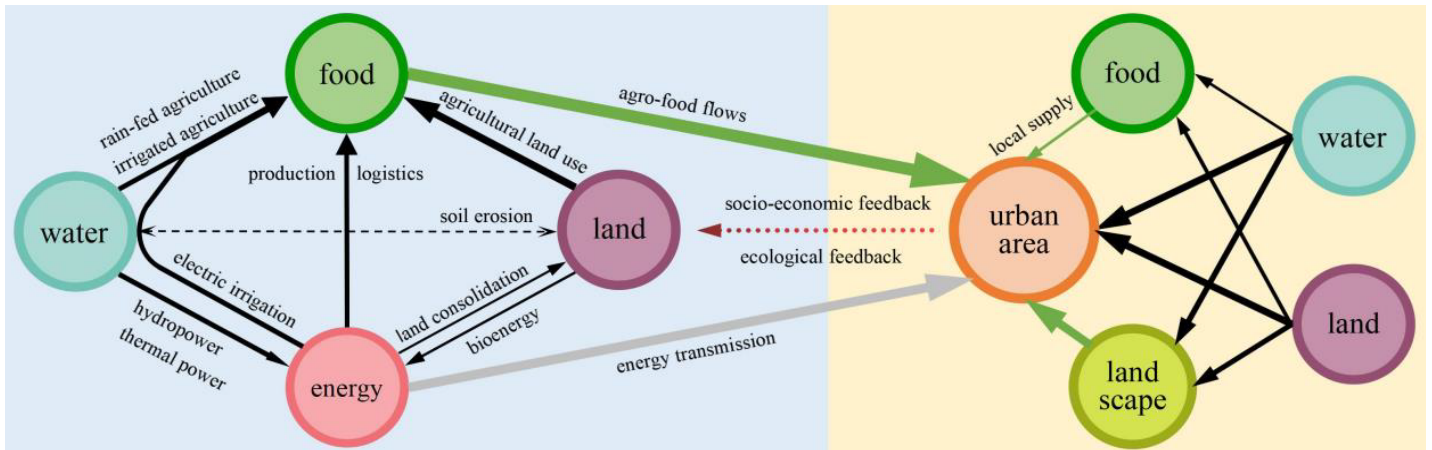 food
rain-fed agriculture
irrigated agriculture
agricultural land use
production logistics
water
soil erosion
land
electric irrigation
hydropower
thermal power
land consolidation
bioenergy
energy
agro-food flows
socio-economic feedback
ecological feedback
energy transmission
food
local supply
water
urban
area
land
land
scape